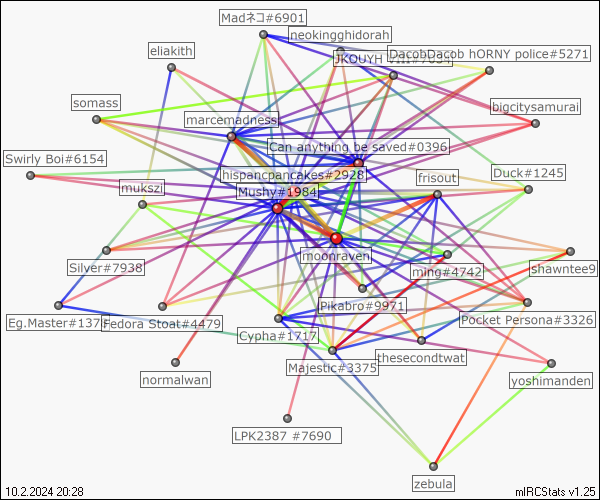 Madネコ#6901
neokingghidorah
DacobDacob hORNY police#5271
eliakith
somass
bigcitysamurai
marcemadness
Can anything be saved#0396
Swirly Boi#6154
hispancpancakes#2928
Duck#1245
frisout
mukszi
Mushy#1984
moonraven
Silver#7938
ming#4742
shawntee9
Pikabro#9971
Eg.Master#137
Fedora Stoat#4479
Pocket Persona#3326
Cypha#1717
thesecondtwat
Majestic#3375
normalwan
yoshimanden
LPK2387 #7690
zebula
10.2.2024 20:28
mIRCStats v1.25